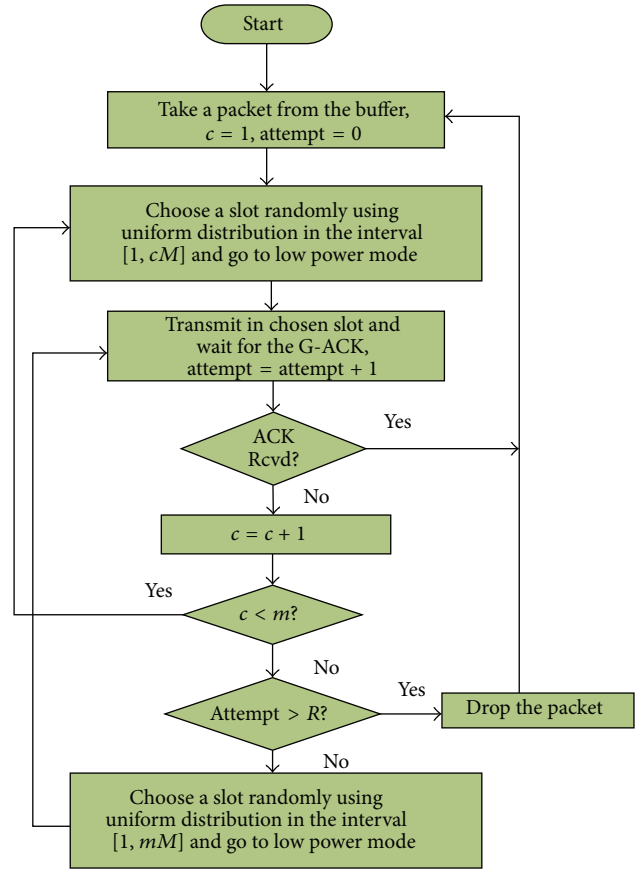 Start
Take a packet from the buffer,
c = 1, attempt = 0
Choose a slot randomly using
uniform distribution in the interval
[1, cM] and go to low power mode
Transmit in chosen slot and
wait for the G-ACK,
attempt = attempt + 1
ACK
Rcvd?
Yes
No
c = c + 1
Yes
c < m?
No
Attempt > R?
Yes
Drop the packet
No
Choose a slot randomly using
uniform distribution in the interval
[1, mM] and go to low power mode